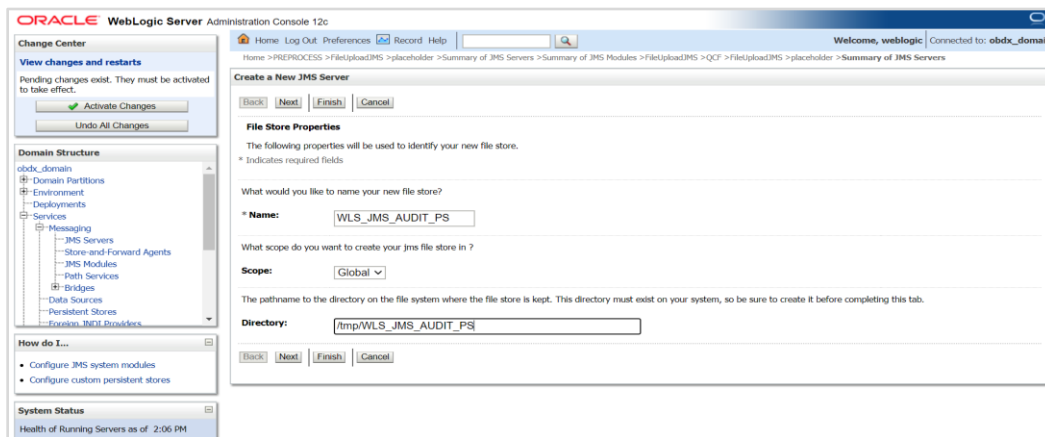 ORACLE WebLogic Server Administration Console 12c
Change Center
View changes and restarts
Pending changes exist. They must be activated
to take effect.
Activate Changes
Undo All Changes
Domain Structure
obdx_domain
Domain Partitions
Environment
Deployments
Services
Messaging
JMS Servers
Store-and-Forward Agents
JMS Modules
Path Services
Bridges
Data Sources
Persistent Stores
Foreign JNDI Providers
How do I...
Configure JMS system modules
Configure custom persistent stores
System Status
Health of Running Servers as of 2:06 PM
Home Log Out Preferences Record Help
Welcome, weblogic Connected to: obdx_domai
Home >PREPROCESS >FileUploadJMS >placeholder >Summary of JMS Servers >Summary of JMS Modules >FileUploadJMS >QCF >FileUploadJMS >placeholder >Summary of JMS Servers
Create a New JMS Server
Back Next Finish Cancel
File Store Properties
The following properties will be used to identify your new file store.
* Indicates required fields
What would you like to name your new file store?
* Name: WLS_JMS_AUDIT_PS
What scope do you want to create your jms file store in ?
Scope: Global
The pathname to the directory on the file system where the file store is kept. This directory must exist on your system, so be sure to create it before completing this tab.
Directory: /tmp/WLS_JMS_AUDIT_PS
Back Next Finish Cancel